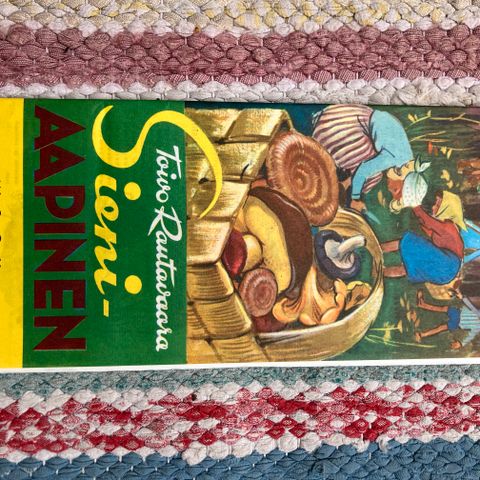 Toivo Rautavaara
Sieni-
AAPINEN